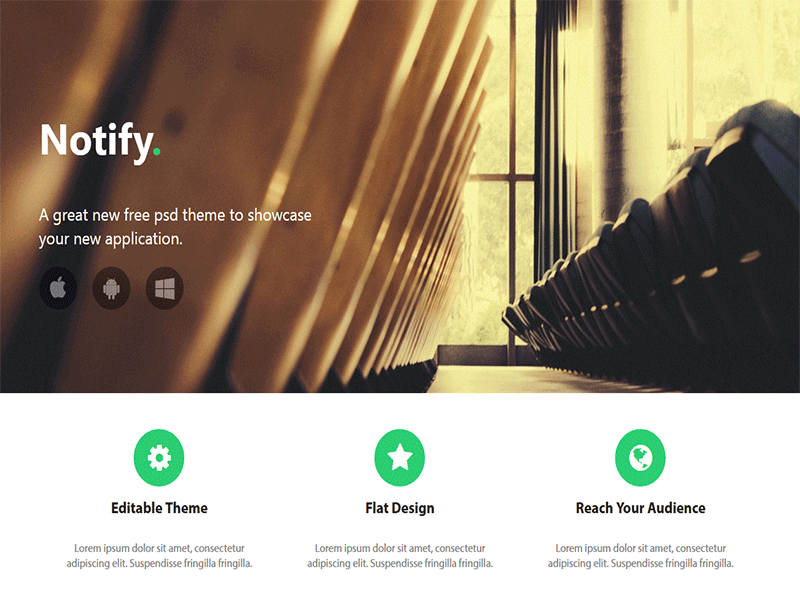 Notify.
A great new free psd theme to showcase
your new application.
Editable Theme
Flat Design
Reach Your Audience
Lorem ipsum dolor sit amet, consectetur
adipiscing elit. Suspendisse fringilla fringilla.
Lorem ipsum dolor sit amet, consectetur
adipiscing elit. Suspendisse fringilla fringilla.
Lorem ipsum dolor sit amet, consectetur
adipiscing elit. Suspendisse fringilla fringilla.